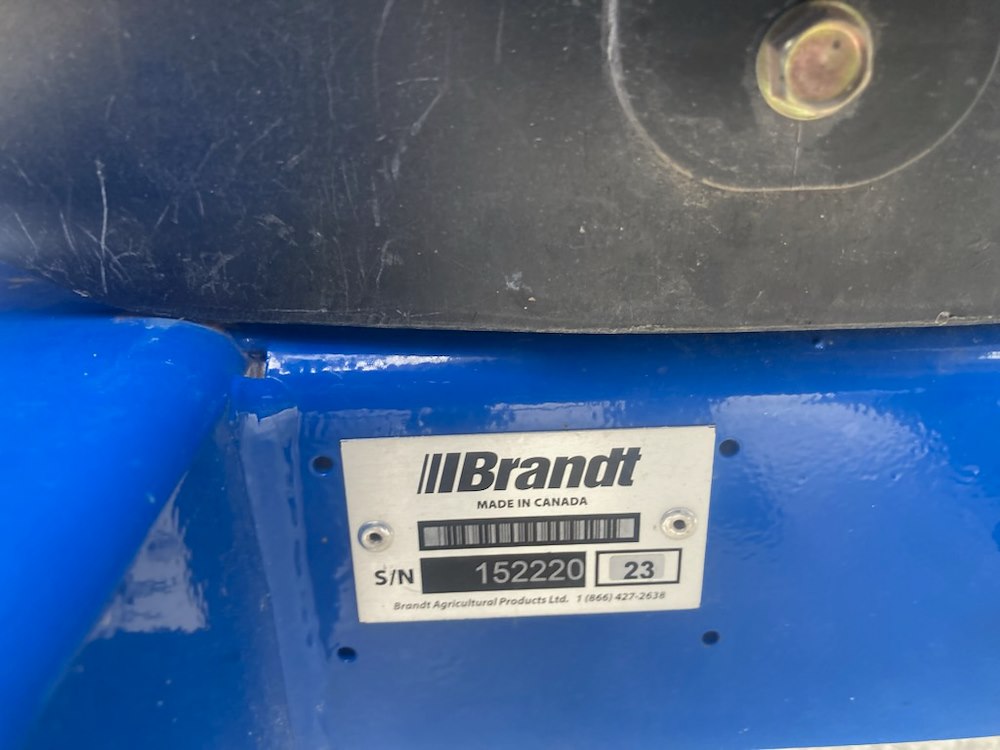 Brandt
MADE IN CANADA
S/N 152220 23
Brandt Agricultural Products Ltd. 1 (866) 427-2638